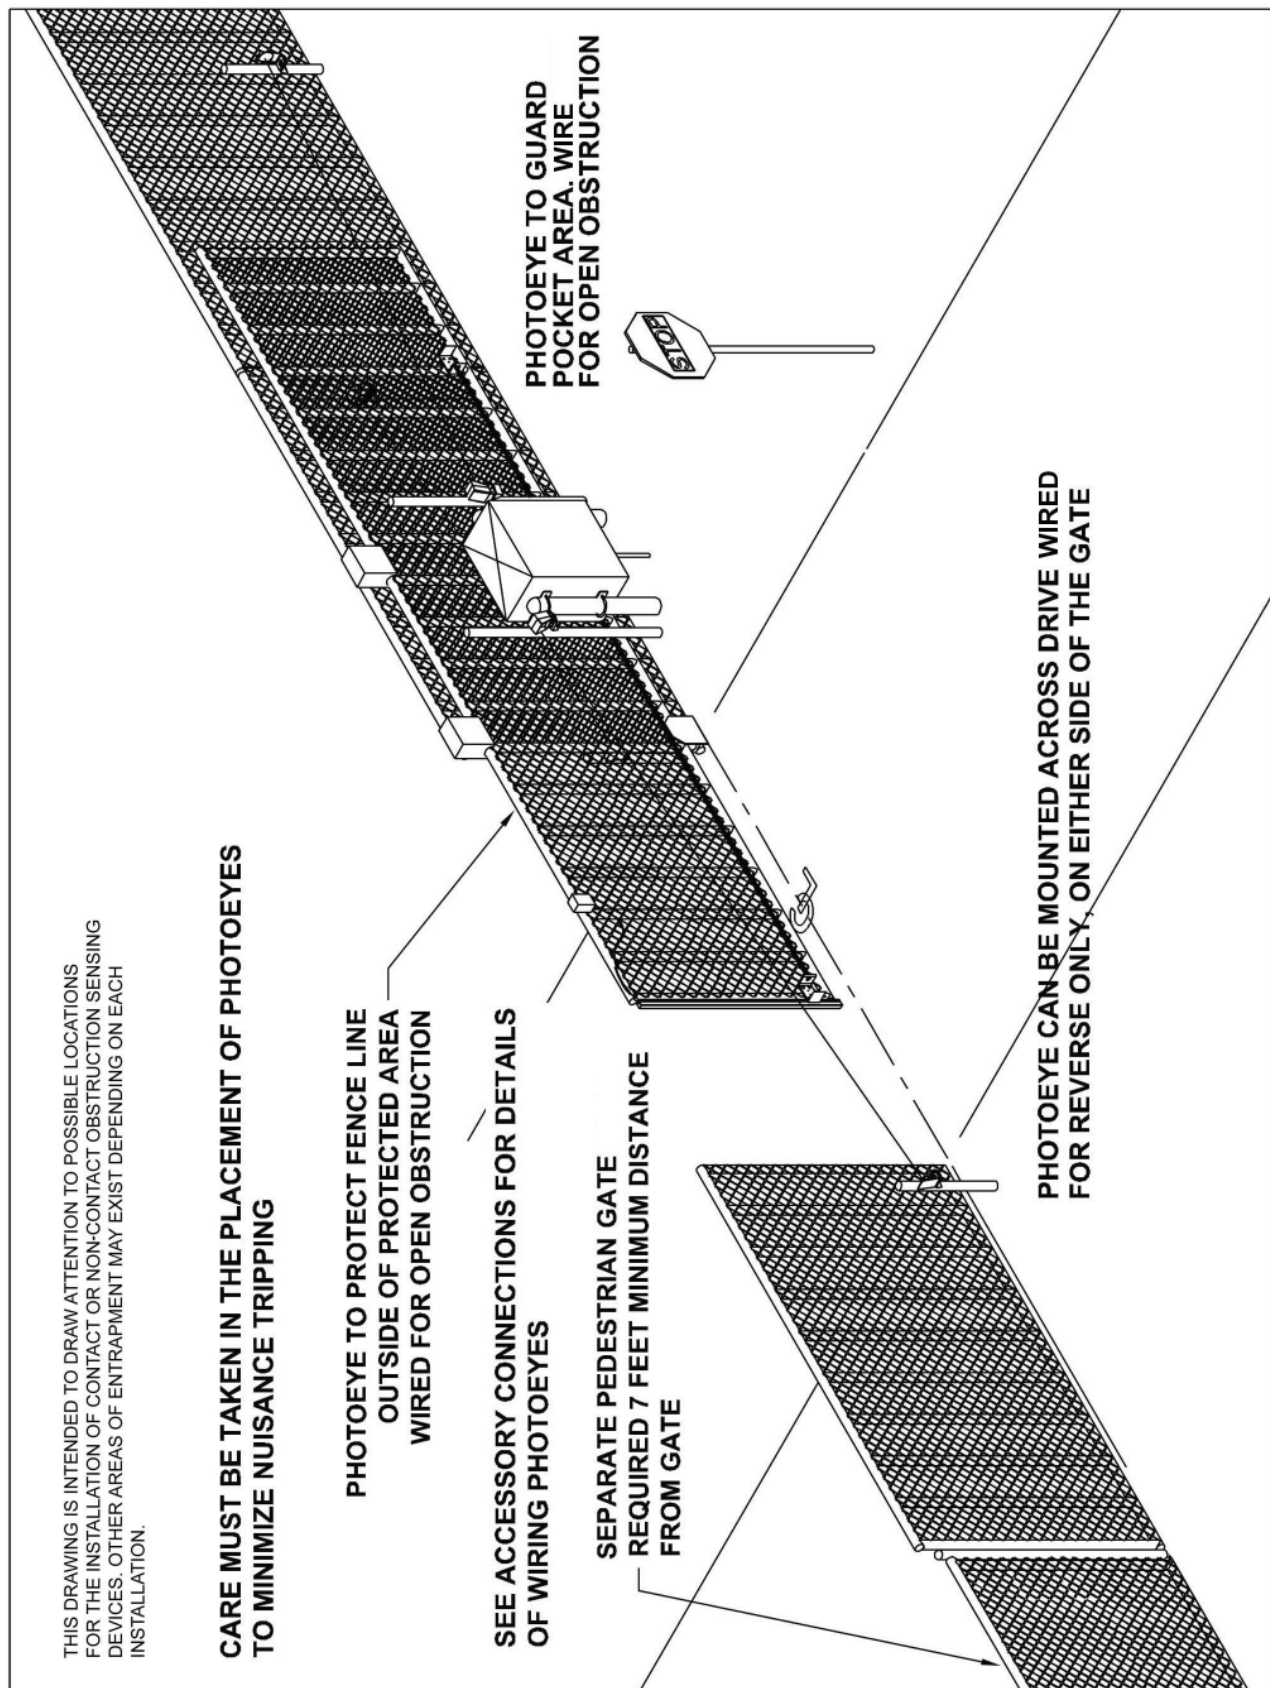 THIS DRAWING IS INTENDED TO DRAW ATTENTION TO POSSIBLE LOCATIONS
FOR THE INSTALLATION OF CONTACT OR NON-CONTACT OBSTRUCTION SENSING
DEVICES. OTHER AREAS OF ENTRAPMENT MAY EXIST DEPENDING ON EACH
INSTALLATION.
CARE MUST BE TAKEN IN THE PLACEMENT OF PHOTOEYES
TO MINIMIZE NUISANCE TRIPPING
PHOTOEYE TO PROTECT FENCE LINE
OUTSIDE OF PROTECTED AREA
WIRED FOR OPEN OBSTRUCTION
SEE ACCESSORY CONNECTIONS FOR DETAILS
OF WIRING PHOTOEYES
SEPARATE PEDESTRIAN GATE
REQUIRED 7 FEET MINIMUM DISTANCE
FROM GATE
PHOTOEYE TO GUARD
POCKET AREA. WIRE
FOR OPEN OBSTRUCTION
STOP
PHOTOEYE CAN BE MOUNTED ACROSS DRIVE WIRED
FOR REVERSE ONLY, ON EITHER SIDE OF THE GATE